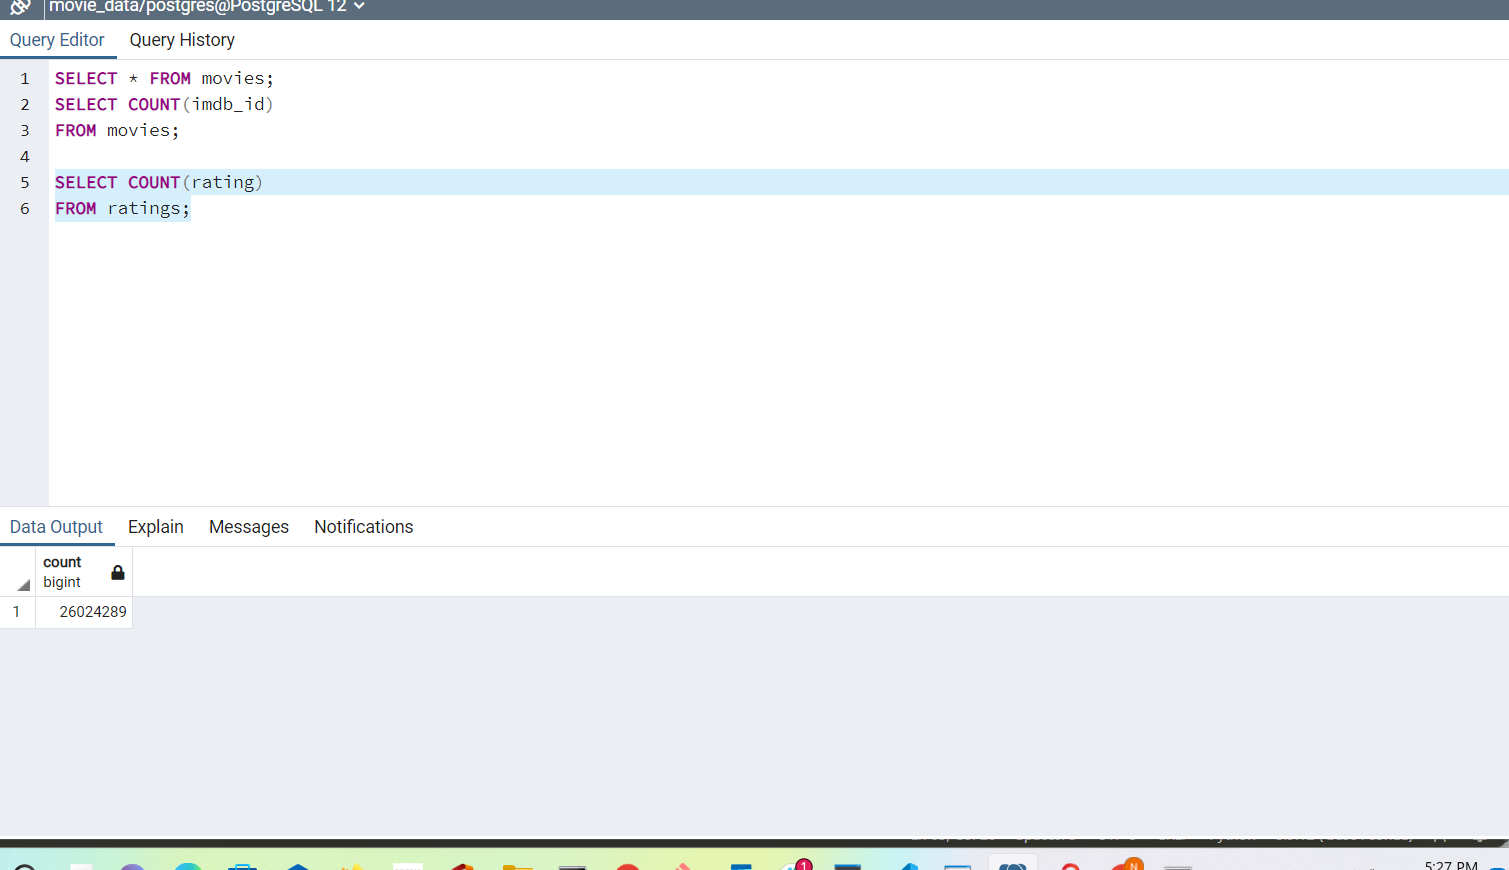 movie_data/postgres@PostgreSQL 12
Query Editor Query History
1 SELECT * FROM movies;
2 SELECT COUNT(imdb_id)
3 FROM movies;
4
5 SELECT COUNT(rating)
6 FROM ratings;
Data Output Explain Messages Notifications
count
bigint
1 26024289
1
N
5:27 PM